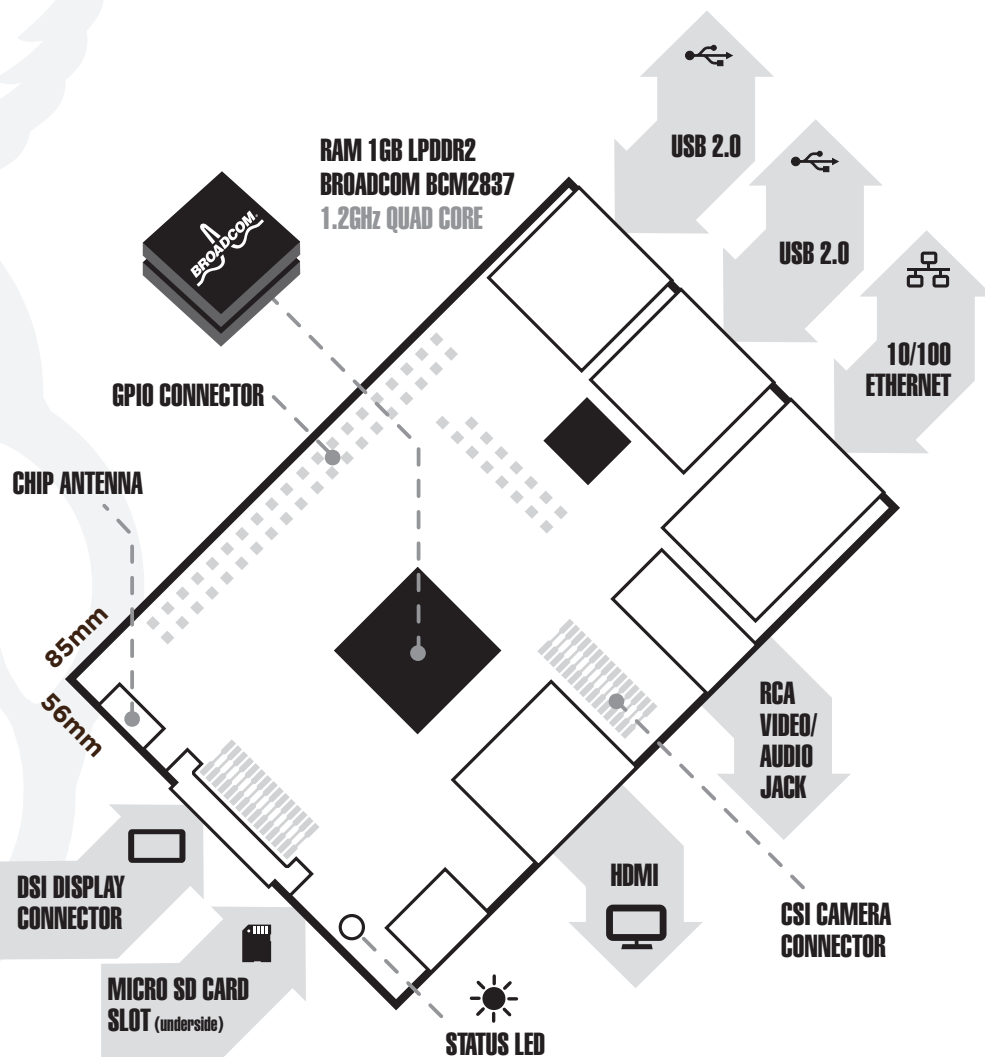 USB 2.0
RAM 1GB LPDDR2
BROADCOM BCM2837
1.2GHz QUAD CORE
BROADCOM.
USB 2.0
10/100
ETHERNET
GPIO CONNECTOR
CHIP ANTENNA
85mm
56mm
RCA
VIDEO/
AUDIO
JACK
DSI DISPLAY
CONNECTOR
HDMI
CSI CAMERA
CONNECTOR
MICRO SD CARD
SLOT (underside)
STATUS LED